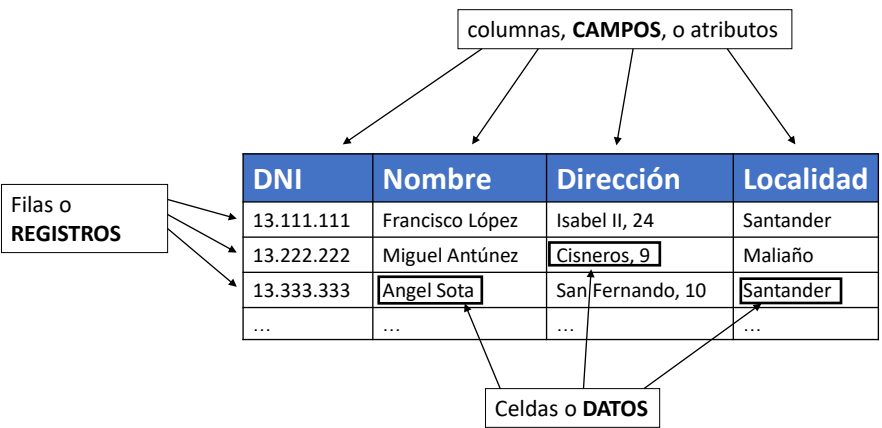 columnas, CAMPOS, o atributos
DNI Nombre Dirección Localidad
Filas o
REGISTROS
13.111.111 Francisco López Isabel II, 24 Santander
13.222.222 Miguel Antúnez Cisneros, 9 Maliaño
13.333.333 Angel Sota San Fernando, 10 Santander
... ... ... ...
Celdas o DATOS